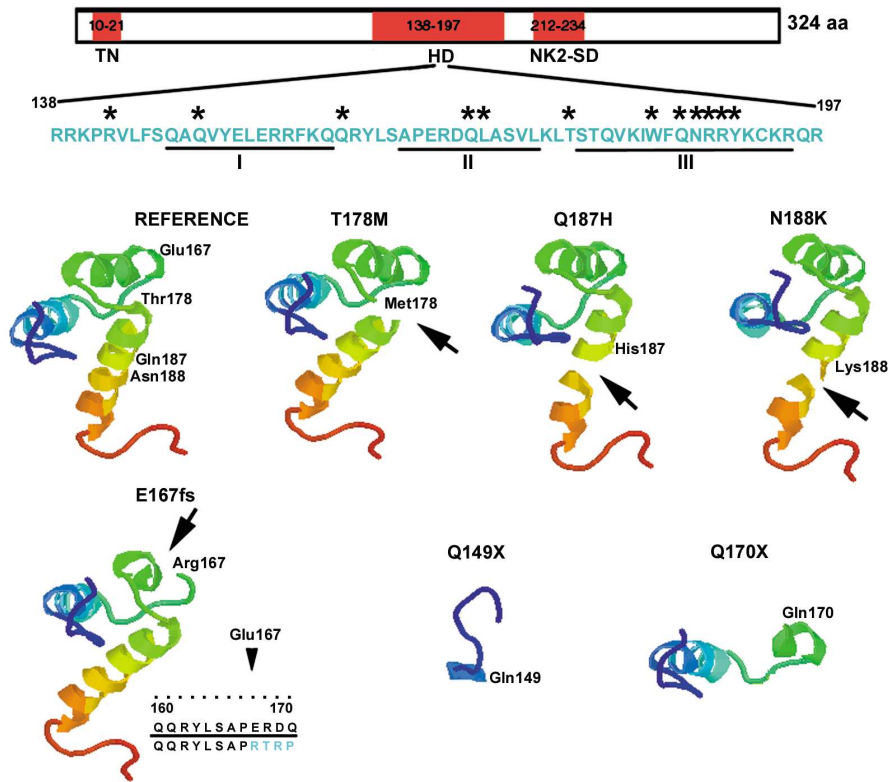 10-21 138-197 212-234 324 aa
TN HD NK2-SD
138 197
* * * ** * * *****
RRKPRVLFSQAQVYELERRFKQQRYLSAPERDQLASVLKLTSTQVKIWFQNRRYKCKRQR
I II III
REFERENCE T178M Q187H N188K
Glu167
Thr178
Gln187
Asn188
Met178
His187
Lys188
E167fs
Arg167
Glu167
160 170
QQRYLSAPERDQ
QQRYLSAPRTRP
Q149X
Gln149
Q170X
Gln170